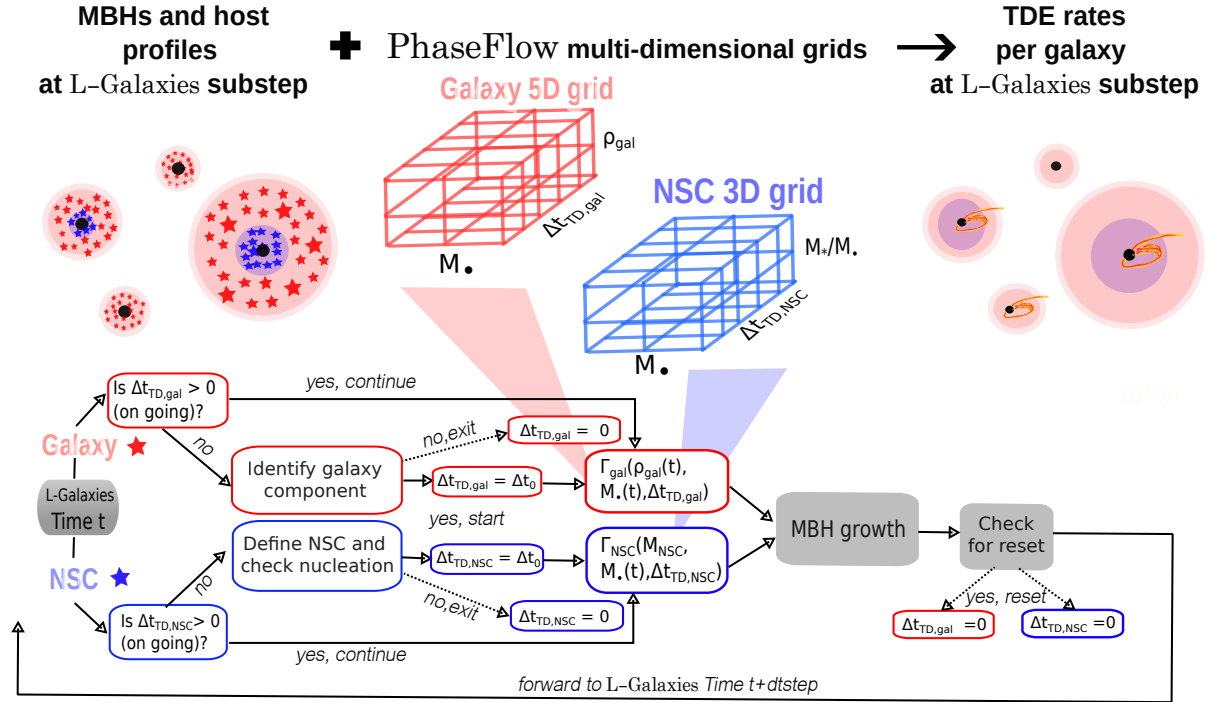 MBHs and host
profiles
at L-Galaxies substep
+ PhaseFlow multi-dimensional grids →
TDE rates
per galaxy
at L-Galaxies substep
Galaxy 5D grid
ρgal
ΔtTD,gal
M•
NSC 3D grid
M*/M•
ΔtTD,NSC
M•
Is ΔtTD,gal > 0
(on going)?
yes, continue
Galaxy
no
Identify galaxy
component
no,exit
ΔtTD,gal = 0
ΔtTD,gal = Δt0
yes, start
Γgal(ρgal(t),
M•(t),ΔtTD,gal)
L-Galaxies
Time t
NSC
no
Define NSC and
check nucleation
ΔtTD,NSC = Δt0
no,exit
ΔtTD,NSC = 0
ΓNSC(MNSC,
M•(t),ΔtTD,NSC)
Is ΔtTD,NSC> 0
(on going)?
yes, continue
MBH growth
Check
for reset
yes, reset
ΔtTD,gal =0
ΔtTD,NSC =0
forward to L-Galaxies Time t+dtstep